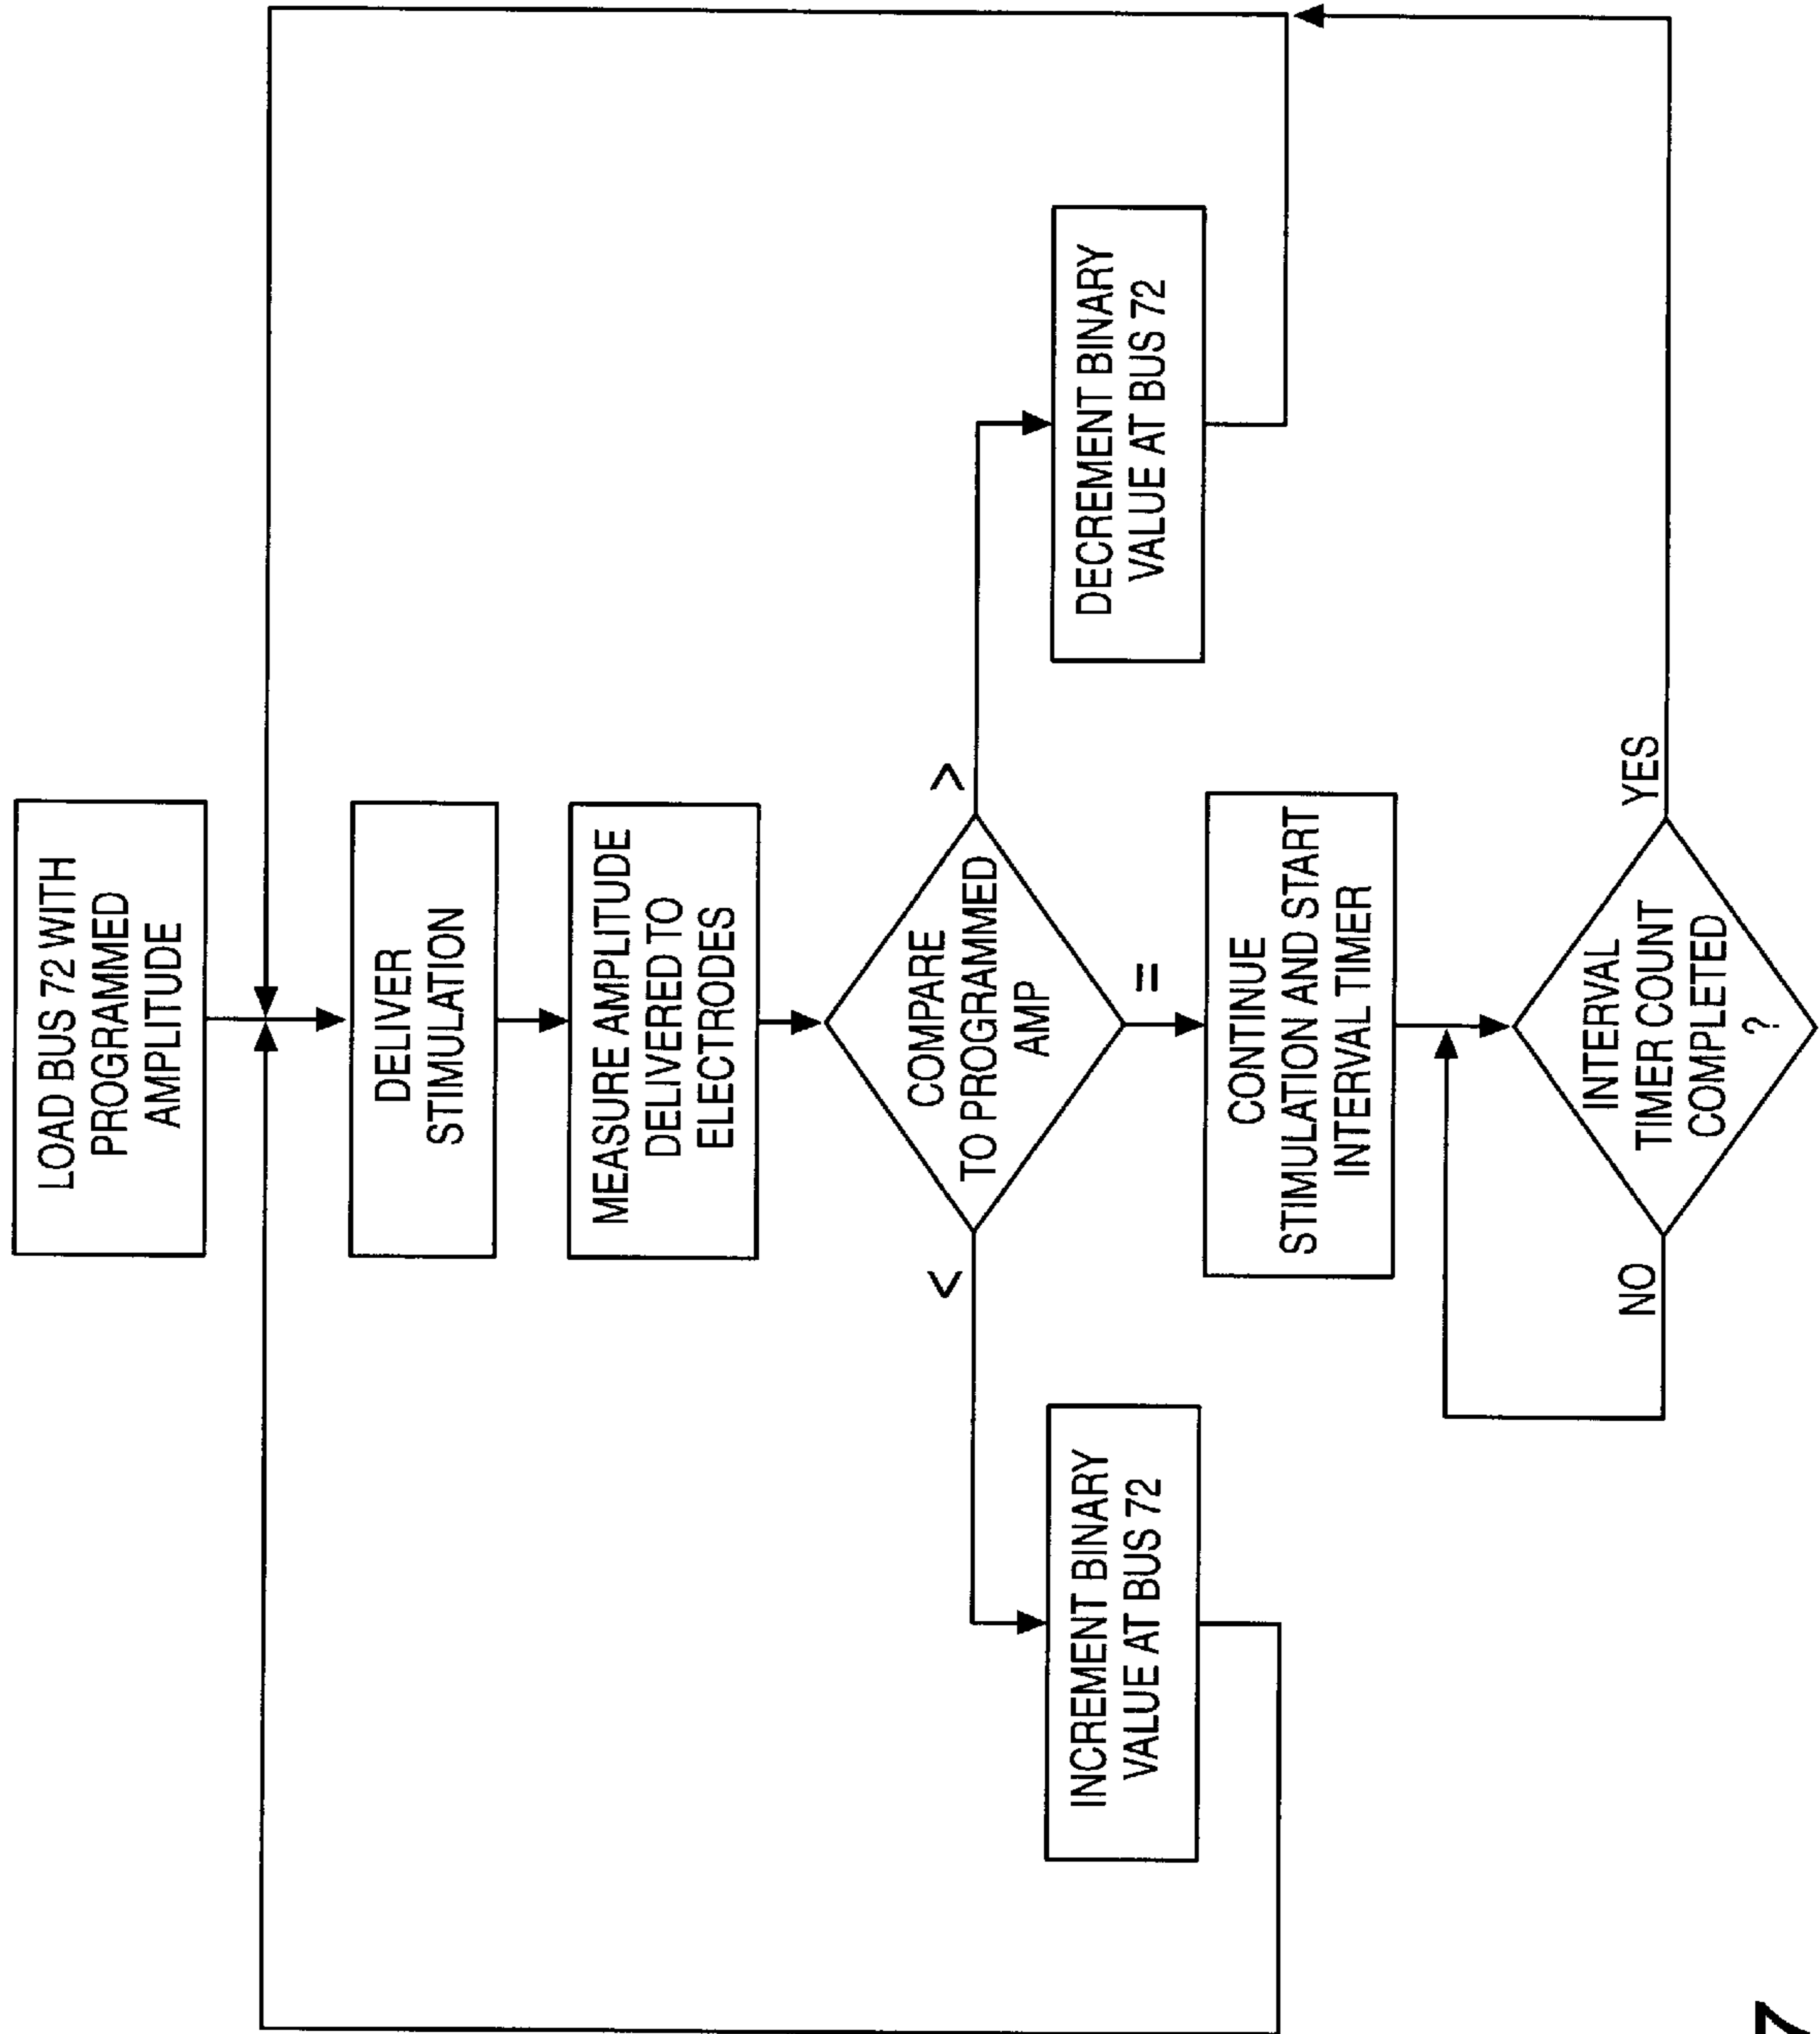 LOAD BUS 72 WITH
PROGRAMMED
AMPLITUDE
DELIVER
STIMULATION
MEASURE AMPLITUDE
DELIVERED TO
ELECTRODES
COMPARE
TO PROGRAMMED
AMP
<
>
=
INCREMENT BINARY
VALUE AT BUS 72
DECREMENT BINARY
VALUE AT BUS 72
CONTINUE
STIMULATION AND START
INTERVAL TIMER
INTERVAL
TIMER COUNT
COMPLETED
?
NO
YES